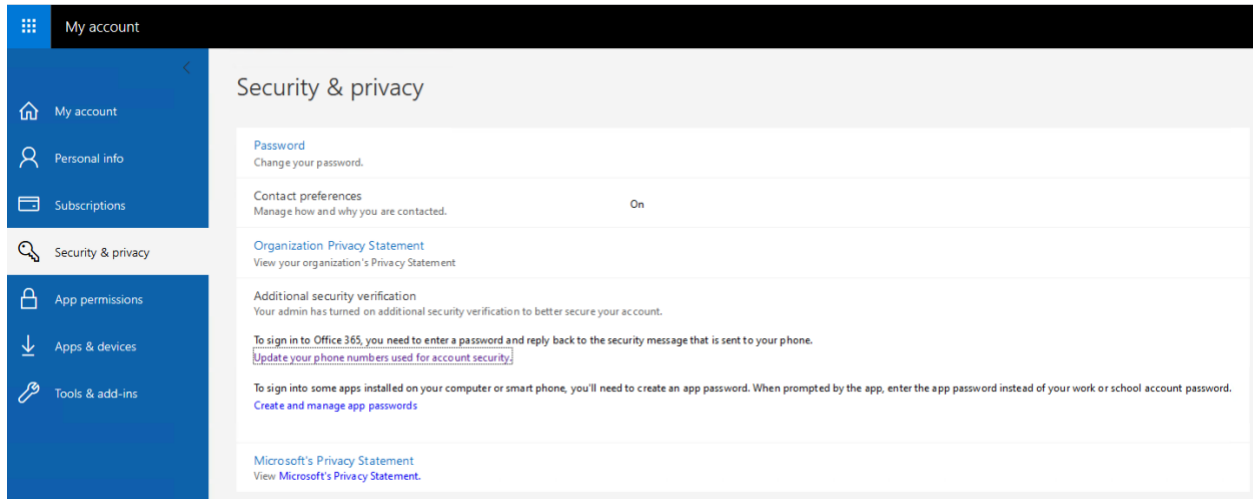 My account
My account
Personal info
Subscriptions
Security & privacy
App permissions
Apps & devices
Tools & add-ins
Security & privacy
Password
Change your password.
Contact preferences
Manage how and why you are contacted.
On
Organization Privacy Statement
View your organization's Privacy Statement
Additional security verification
Your admin has turned on additional security verification to better secure your account.
To sign in to Office 365, you need to enter a password and reply back to the security message that is sent to your phone.
Update your phone numbers used for account security.
To sign into some apps installed on your computer or smart phone, you'll need to create an app password. When prompted by the app, enter the app password instead of your work or school account password.
Create and manage app passwords
Microsoft's Privacy Statement
View Microsoft's Privacy Statement.